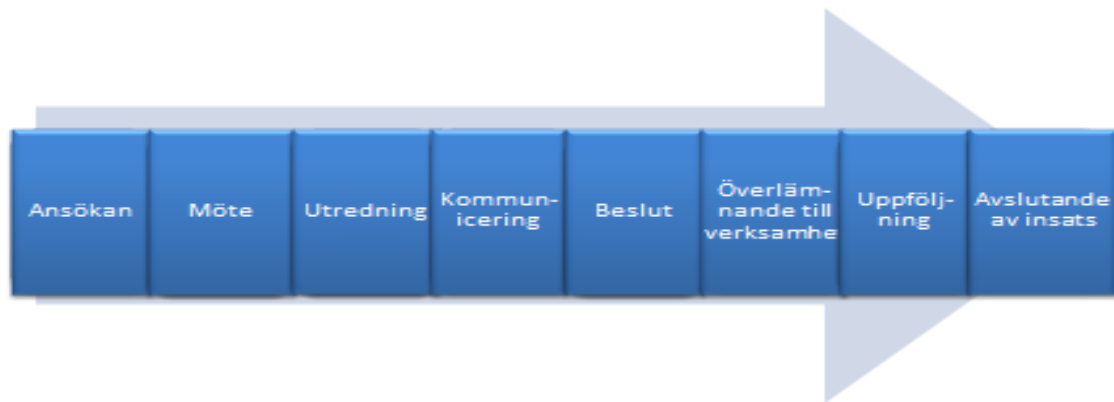 Ansökan
Möte
Utredning
Kommun-
icering
Beslut
Överläm-
nande till
verksamhe
Uppfölj-
ning
Avslutande
av insats